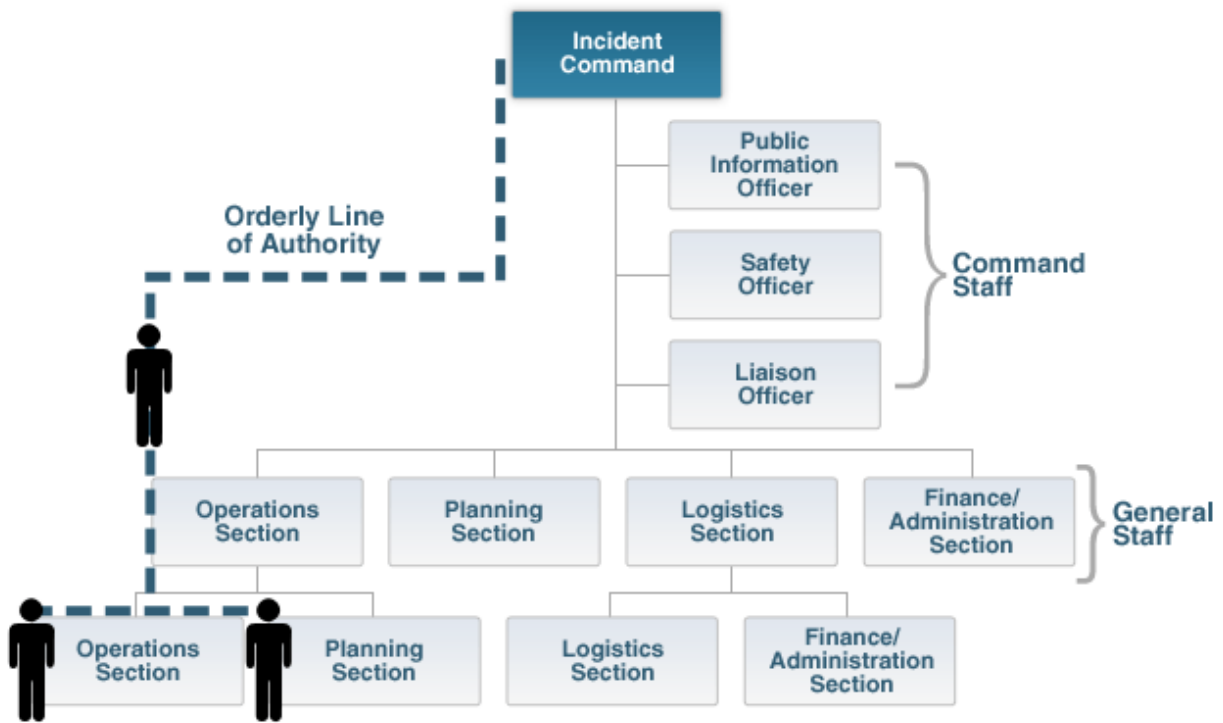 Incident
Command
Public
Information
Officer
Orderly Line
of Authority
Safety
Officer
Command
Staff
Liaison
Officer
Operations
Section
Planning
Section
Logistics
Section
Finance/
Administration
Section
General
Staff
Operations
Section
Planning
Section
Logistics
Section
Finance/
Administration
Section